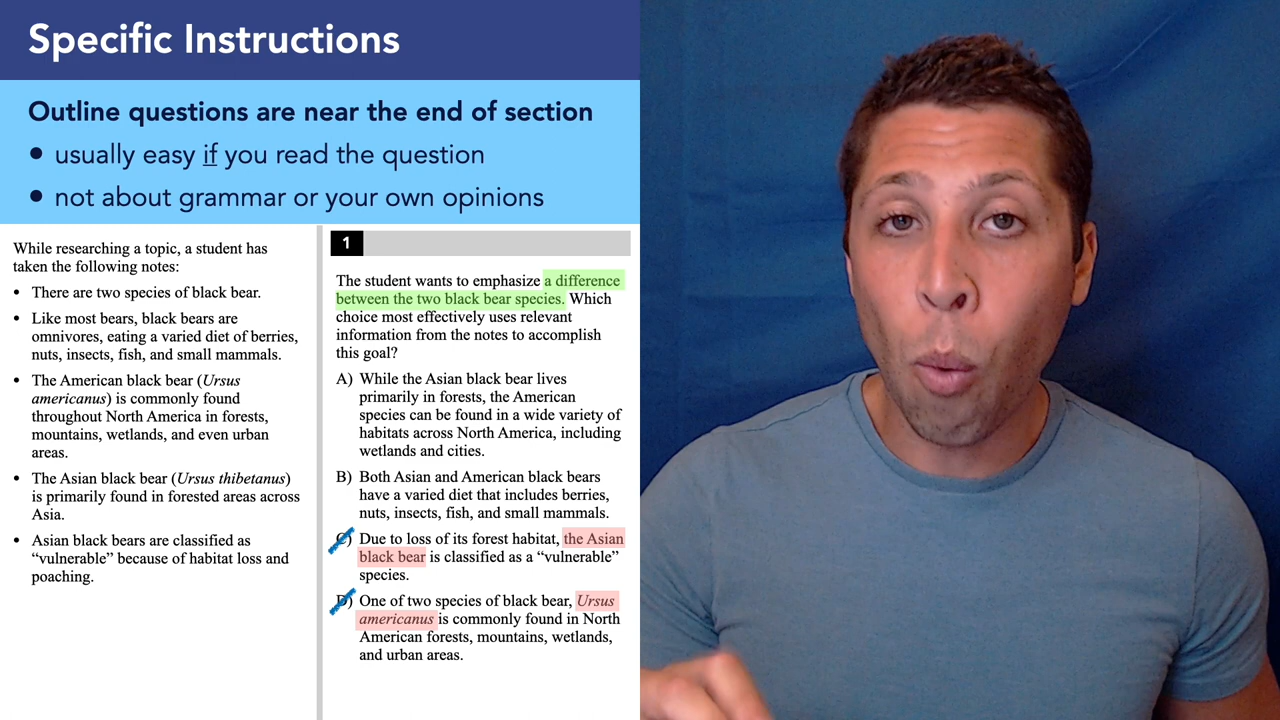 Specific Instructions
Outline questions are near the end of section
• usually easy if you read the question
• not about grammar or your own opinions
While researching a topic, a student has
taken the following notes:
• There are two species of black bear.
• Like most bears, black bears are
omnivores, eating a varied diet of berries,
nuts, insects, fish, and small mammals.
• The American black bear (Ursus
americanus) is commonly found
throughout North America in forests,
mountains, wetlands, and even urban
areas.
• The Asian black bear (Ursus thibetanus)
is primarily found in forested areas across
Asia.
• Asian black bears are classified as
“vulnerable” because of habitat loss and
poaching.
1
The student wants to emphasize a difference
between the two black bear species. Which
choice most effectively uses relevant
information from the notes to accomplish
this goal?
A) While the Asian black bear lives
primarily in forests, the American
species can be found in a wide variety of
habitats across North America, including
wetlands and cities.
B) Both Asian and American black bears
have a varied diet that includes berries,
nuts, insects, fish, and small mammals.
C) Due to loss of its forest habitat, the Asian
black bear is classified as a “vulnerable”
species.
D) One of two species of black bear, Ursus
americanus is commonly found in North
American forests, mountains, wetlands,
and urban areas.